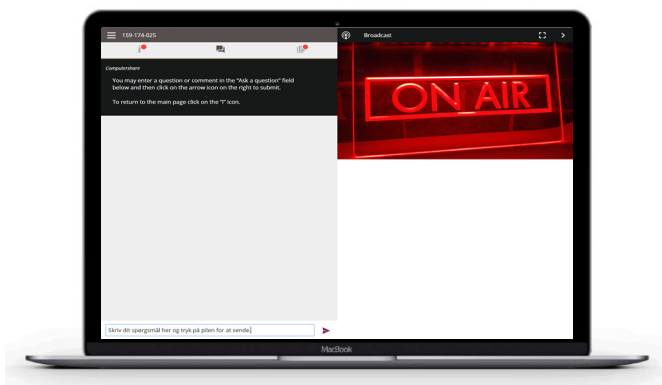 159-174-025
Broadcast
Computershare
You may enter a question or comment in the "Ask a question" field
below and then click on the arrow icon on the right to submit.
To return to the main page click on the "I" icon.
ON AIR
Skriv dit spørgsmål her og tryk på pilen for at sende.
MacBook